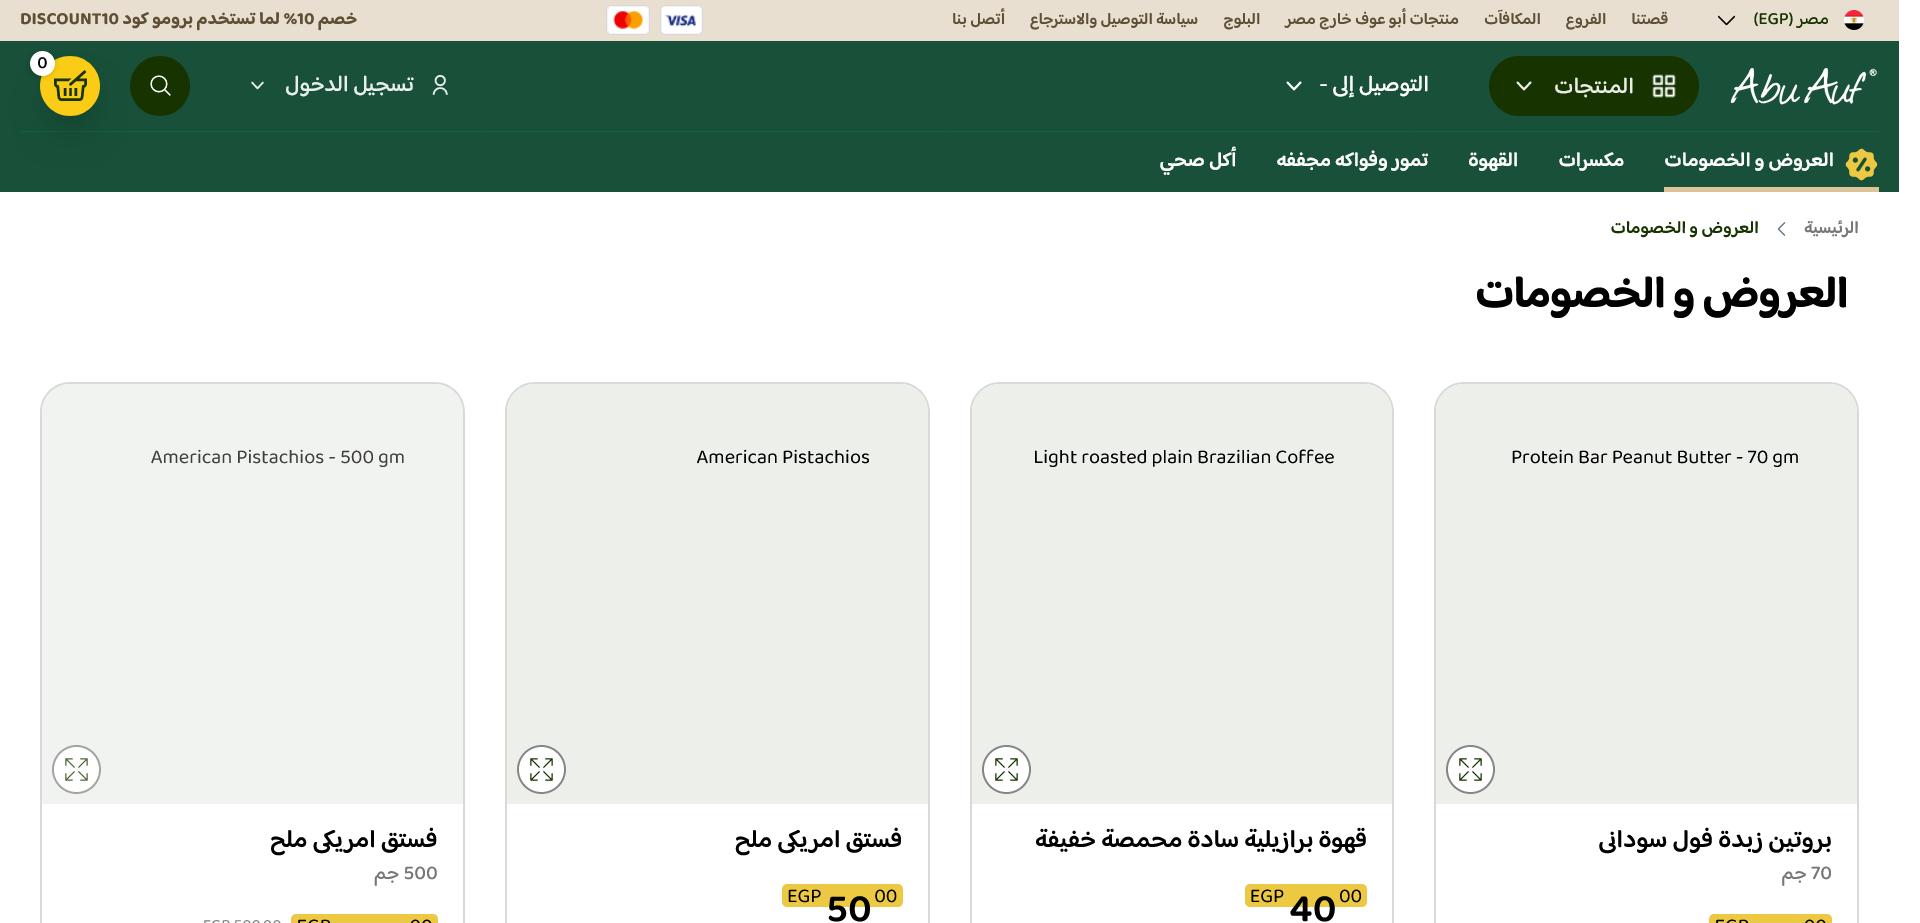 مصر (EGP)
قصتنا
الفروع
المكافآت
منتجات أبو عوف خارج مصر
البلوج
سياسة التوصيل والاسترجاع
أتصل بنا
VISA
خصم 10% لما تستخدم برومو كود DISCOUNT10
Abu Auf®
المنتجات
التوصيل إلى -
تسجيل الدخول
0
العروض و الخصومات
مكسرات
القهوة
تمور وفواكه مجففه
أكل صحي
الرئيسية
العروض و الخصومات
العروض و الخصومات
Protein Bar Peanut Butter - 70 gm
Light roasted plain Brazilian Coffee
American Pistachios
American Pistachios - 500 gm
بروتين زبدة فول سودانى
70 جم
قهوة برازيلية سادة محمصة خفيفة
EGP 40 00
فستق امريكى ملح
EGP 50 00
فستق امريكى ملح
500 جم